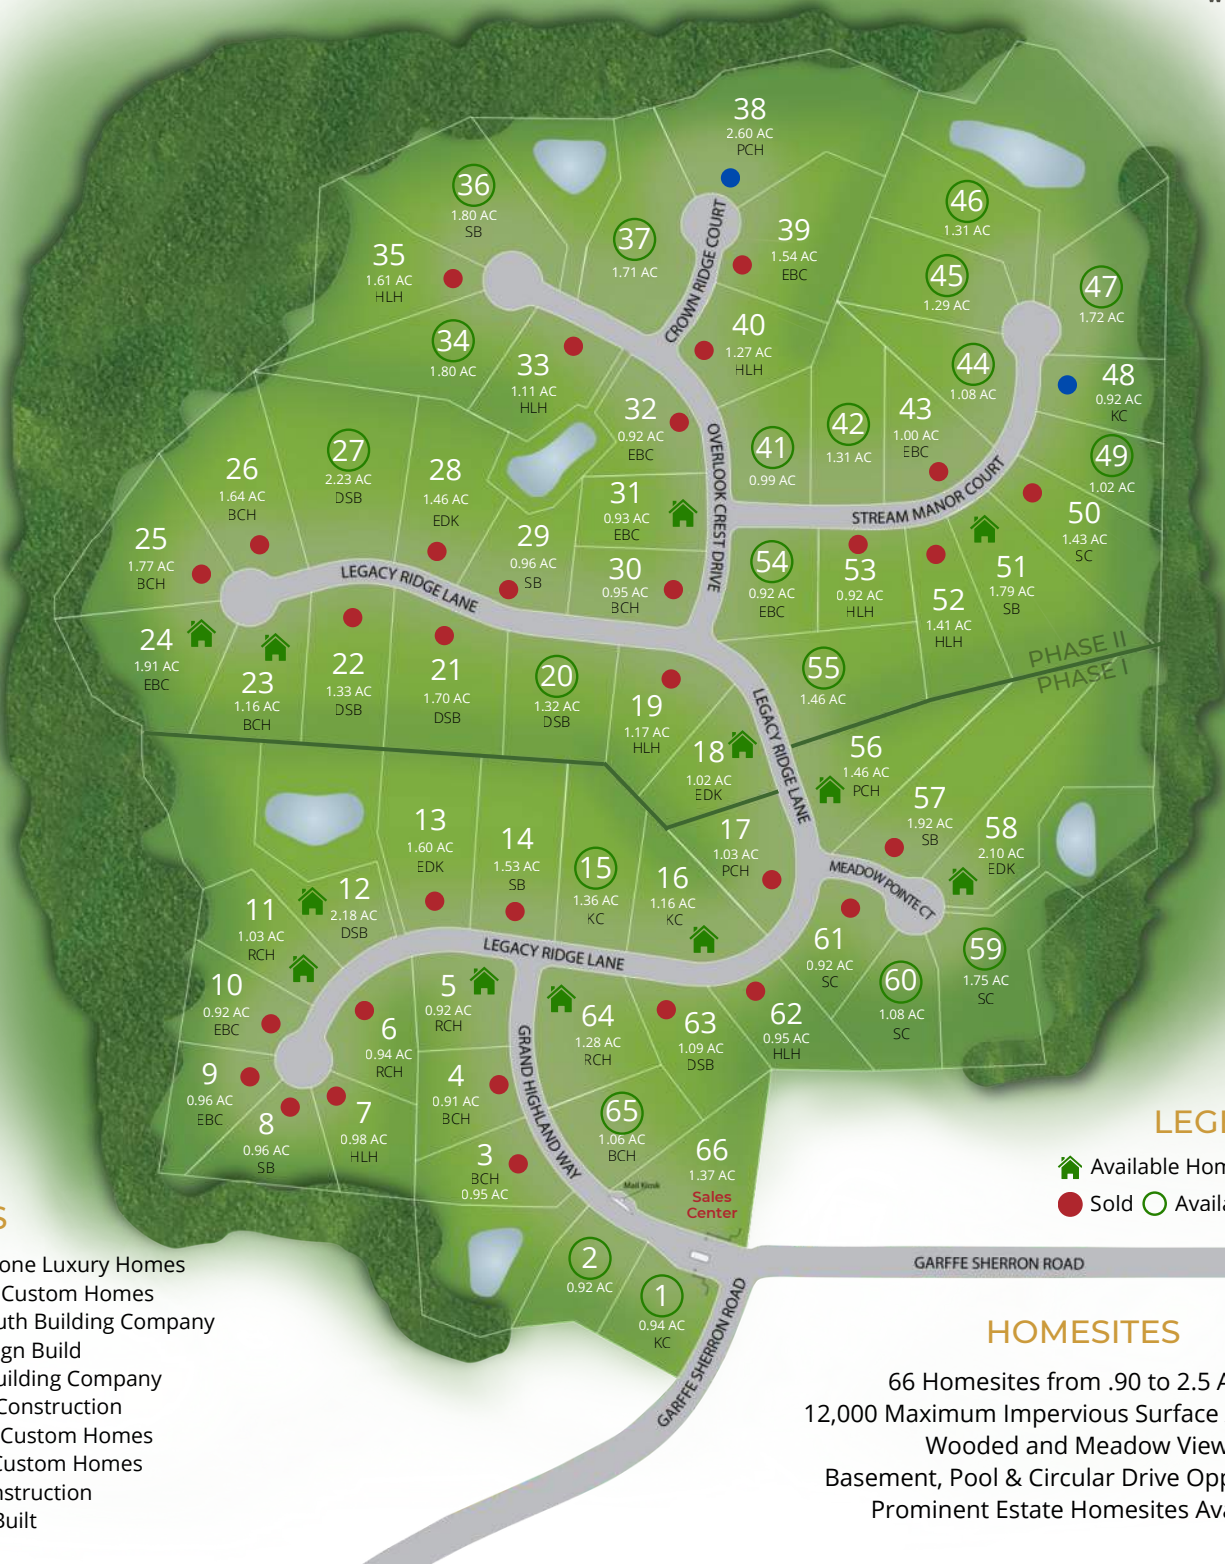 38
2.60 AC
PCH
36
1.80 AC
SB
37
1.71 AC
39
1.54 AC
EBC
46
1.31 AC
35
1.61 AC
HLH
CROWN RIDGE COURT
45
1.29 AC
47
1.72 AC
34
1.80 AC
33
1.11 AC
HLH
40
1.27 AC
HLH
44
1.08 AC
48
0.92 AC
KC
32
0.92 AC
EBC
OVERLOOK CREST DRIVE
41
0.99 AC
42
1.31 AC
43
1.00 AC
EBC
49
1.02 AC
27
2.23 AC
DSB
26
1.64 AC
BCH
28
1.46 AC
EDK
31
0.93 AC
EBC
STREAM MANOR COURT
50
1.43 AC
SC
25
1.77 AC
BCH
LEGACY RIDGE LANE
29
0.96 AC
SB
30
0.95 AC
BCH
54
0.92 AC
EBC
53
0.92 AC
HLH
52
1.41 AC
HLH
51
1.79 AC
SB
24
1.91 AC
EBC
23
1.16 AC
BCH
22
1.33 AC
DSB
21
1.70 AC
DSB
20
1.32 AC
DSB
19
1.17 AC
HLH
55
1.46 AC
PHASE II
PHASE I
18
1.02 AC
EDK
LEGACY RIDGE LANE
56
1.46 AC
PCH
57
1.92 AC
SB
58
2.10 AC
EDK
13
1.60 AC
EDK
14
1.53 AC
SB
15
1.36 AC
KC
16
1.16 AC
KC
17
1.03 AC
PCH
MEADOW POINTE CT
12
2.18 AC
DSB
11
1.03 AC
RCH
LEGACY RIDGE LANE
61
0.92 AC
SC
60
1.08 AC
SC
59
1.75 AC
SC
10
0.92 AC
EBC
5
0.92 AC
RCH
64
1.28 AC
RCH
63
1.09 AC
DSB
62
0.95 AC
HLH
6
0.94 AC
RCH
9
0.96 AC
EBC
8
0.96 AC
SB
7
0.98 AC
HLH
4
0.91 AC
BCH
GRAND HIGHLAND WAY
65
1.06 AC
BCH
3
BCH
0.95 AC
66
1.37 AC
Sales
Center
Mail Kiosk
2
0.92 AC
1
0.94 AC
KC
GARFFE SHERRON ROAD
GARFFE SHERRON ROAD
LEGE
Available Hom
Sold Availa
S
one Luxury Homes
Custom Homes
uth Building Company
gn Build
uilding Company
Construction
Custom Homes
Custom Homes
nstruction
Built
HOMESITES
66 Homesites from .90 to 2.5 A
12,000 Maximum Impervious Surface
Wooded and Meadow View
Basement, Pool & Circular Drive Opp
Prominent Estate Homesites Ava